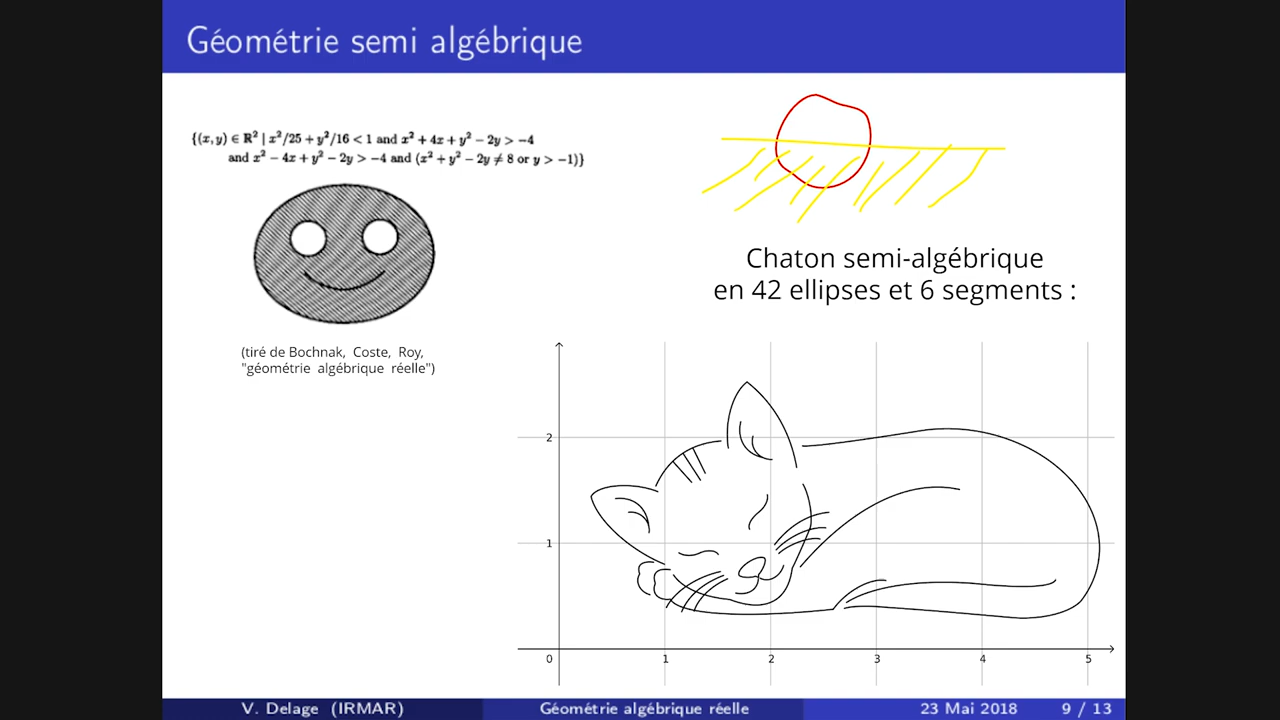 Géométrie semi algébrique
{(x, y) ∈ R² | x²/25 + y²/16 < 1 and x² + 4x + y² − 2y > −4
and x² − 4x + y² − 2y > −4 and (x² + y² − 2y ≠ 8 or y > −1)}
(tiré de Bochnak, Coste, Roy,
"géométrie algébrique réelle")
Chaton semi-algébrique
en 42 ellipses et 6 segments :
2
1
0 1 2 3 4 5
V. Delage (IRMAR) Géométrie algébrique réelle 23 Mai 2018 9 / 13